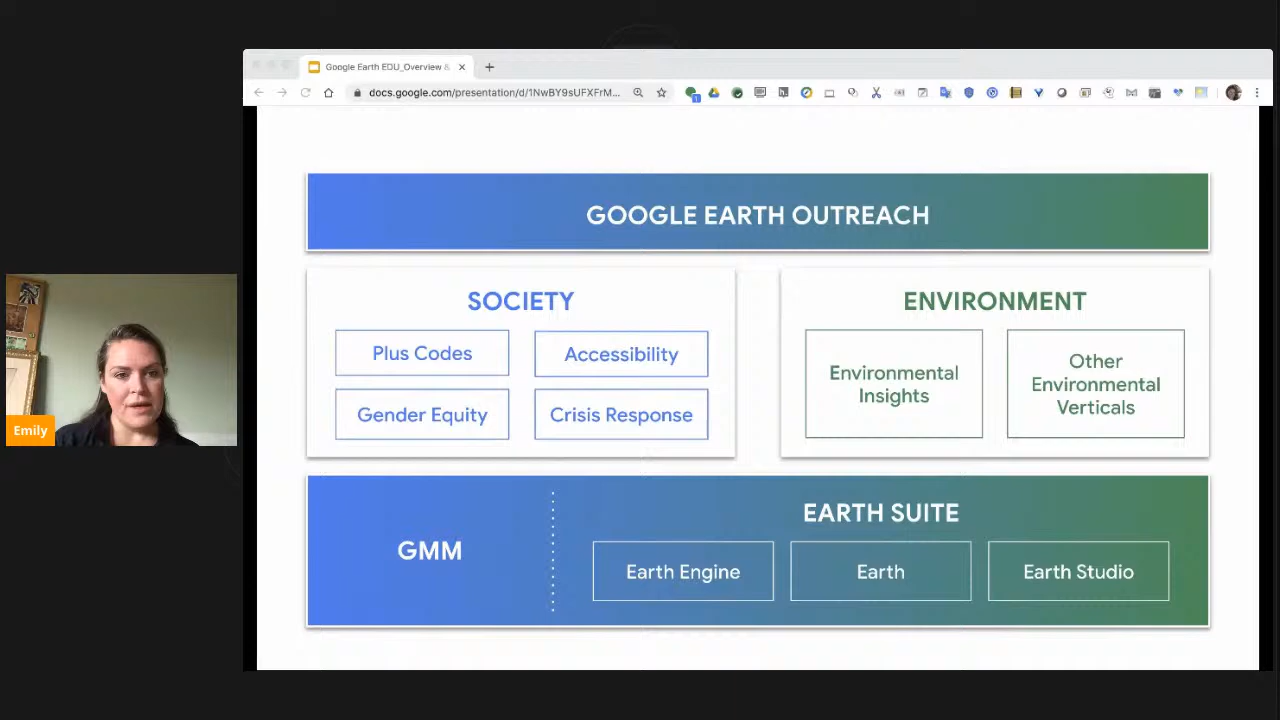 Google Earth EDU_Overview &
docs.google.com/presentation/d/1NwBY9sUFXFrM...
GOOGLE EARTH OUTREACH
SOCIETY
Plus Codes
Accessibility
Gender Equity
Crisis Response
ENVIRONMENT
Environmental
Insights
Other
Environmental
Verticals
GMM
EARTH SUITE
Earth Engine
Earth
Earth Studio
Emily